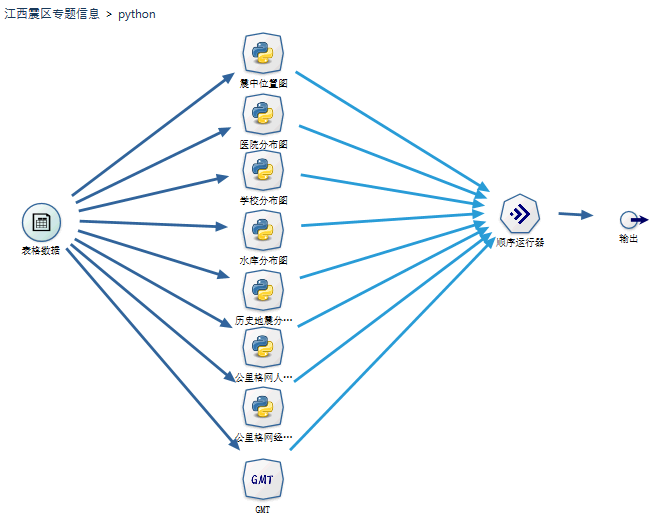 江西震区专题信息 > python
震中位置图
医院分布图
学校分布图
水库分布图
历史地震分…
公里格网人…
公里格网经…
GMT
GMT
表格数据
顺序运行器
输出